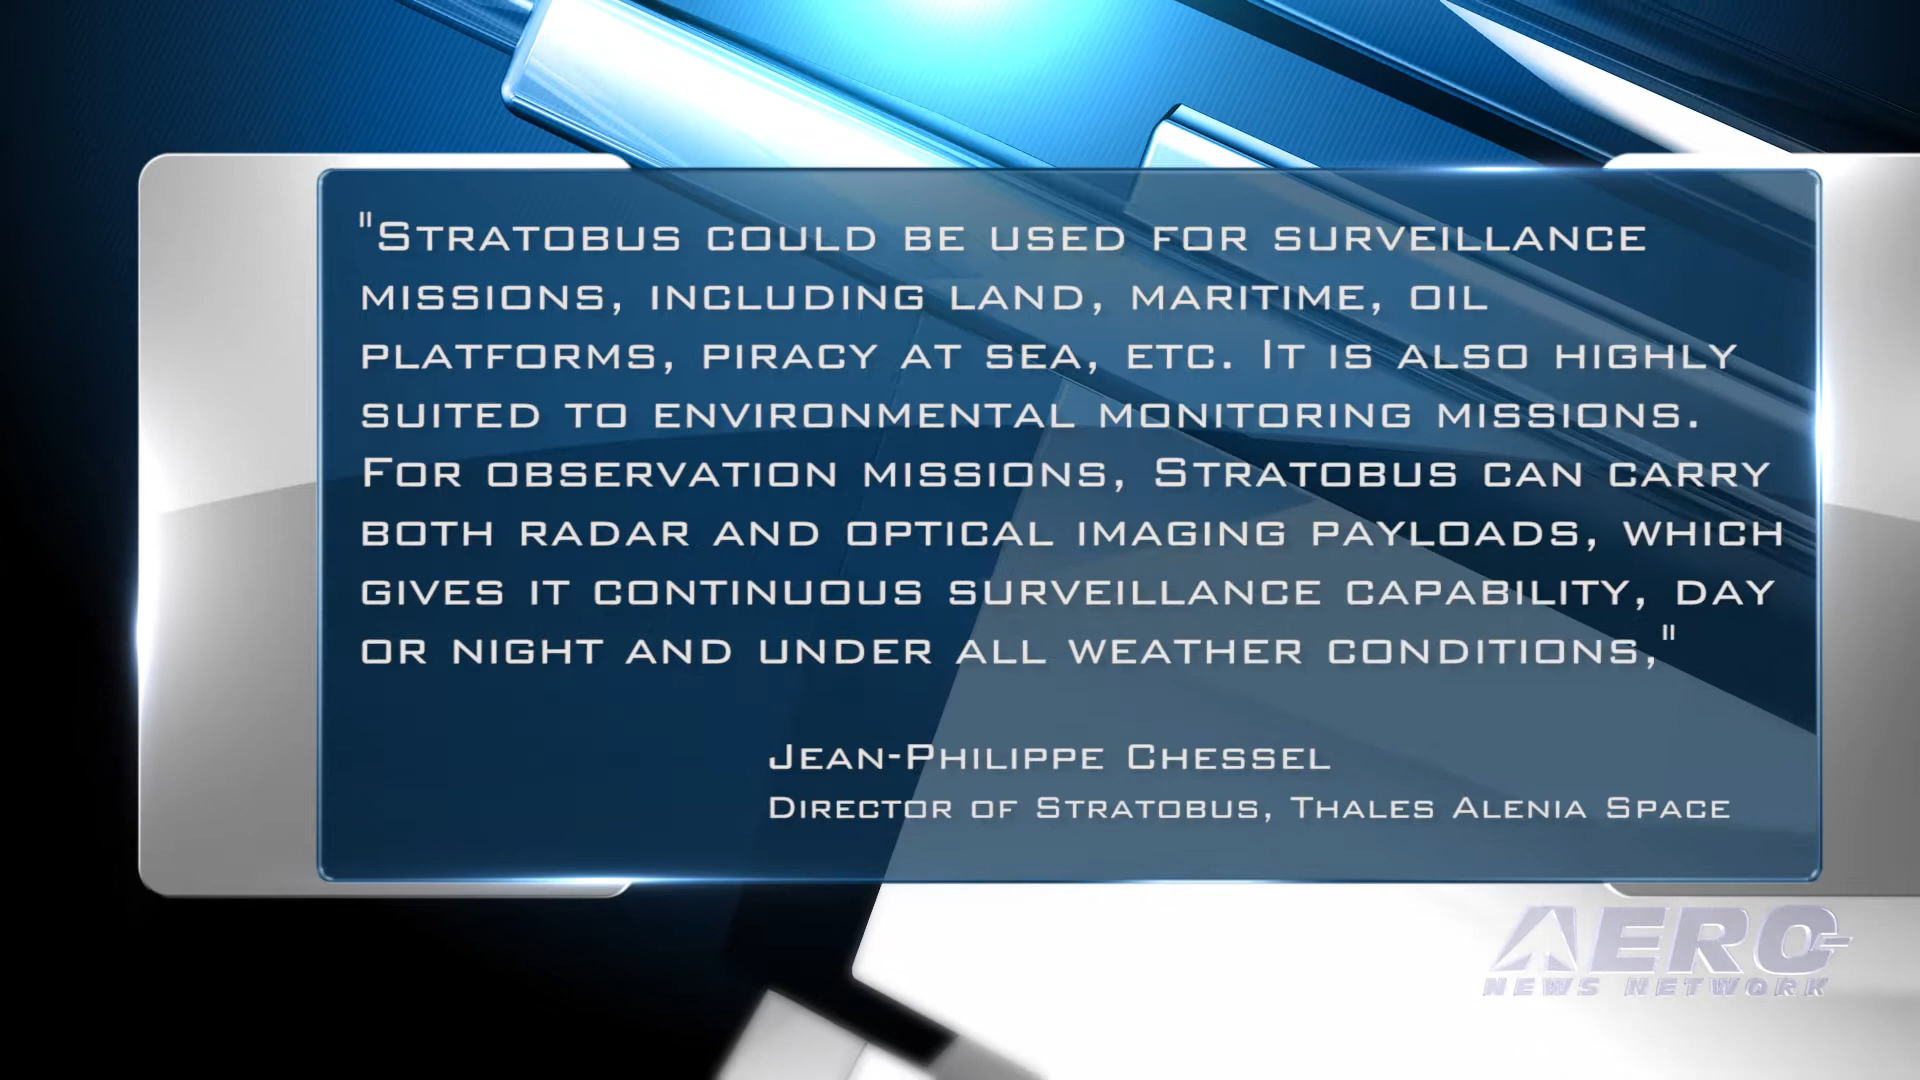 "Stratobus could be used for surveillance
missions, including land, maritime, oil
platforms, piracy at sea, etc. It is also highly
suited to environmental monitoring missions.
For observation missions, Stratobus can carry
both radar and optical imaging payloads, which
gives it continuous surveillance capability, day
or night and under all weather conditions,"
Jean-Philippe Chessel
Director of Stratobus, Thales Alenia Space
AERO
NEWS NETWORK